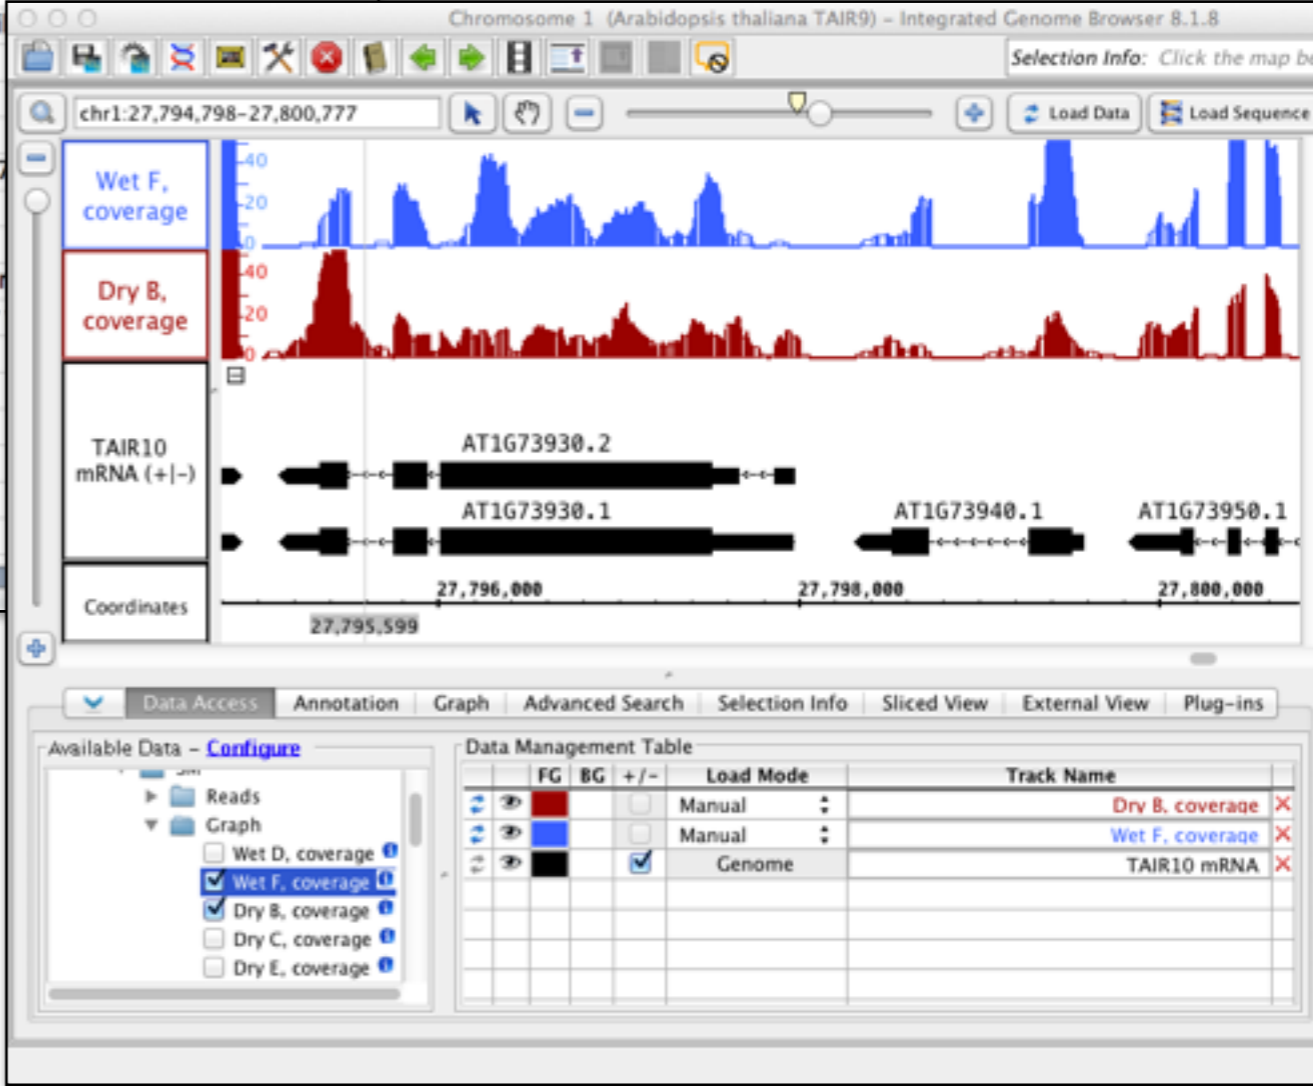 Chromosome 1 (Arabidopsis thaliana TAIR9) – Integrated Genome Browser 8.1.8
Selection Info: Click the map be
chr1:27,794,798–27,800,777
Load Data
Load Sequence
Wet F,
coverage
40
20
0
Dry B,
coverage
40
20
0
TAIR10
mRNA (+|-)
AT1G73930.2
AT1G73930.1
AT1G73940.1
AT1G73950.1
Coordinates
27,796,000
27,798,000
27,800,000
27,795,599
Data Access
Annotation
Graph
Advanced Search
Selection Info
Sliced View
External View
Plug-ins
Available Data – Configure
Reads
Graph
Wet D, coverage
Wet F, coverage
Dry B, coverage
Dry C, coverage
Dry E, coverage
Data Management Table
FG BG +/- Load Mode Track Name
Manual Dry B, coverage
Manual Wet F, coverage
Genome TAIR10 mRNA